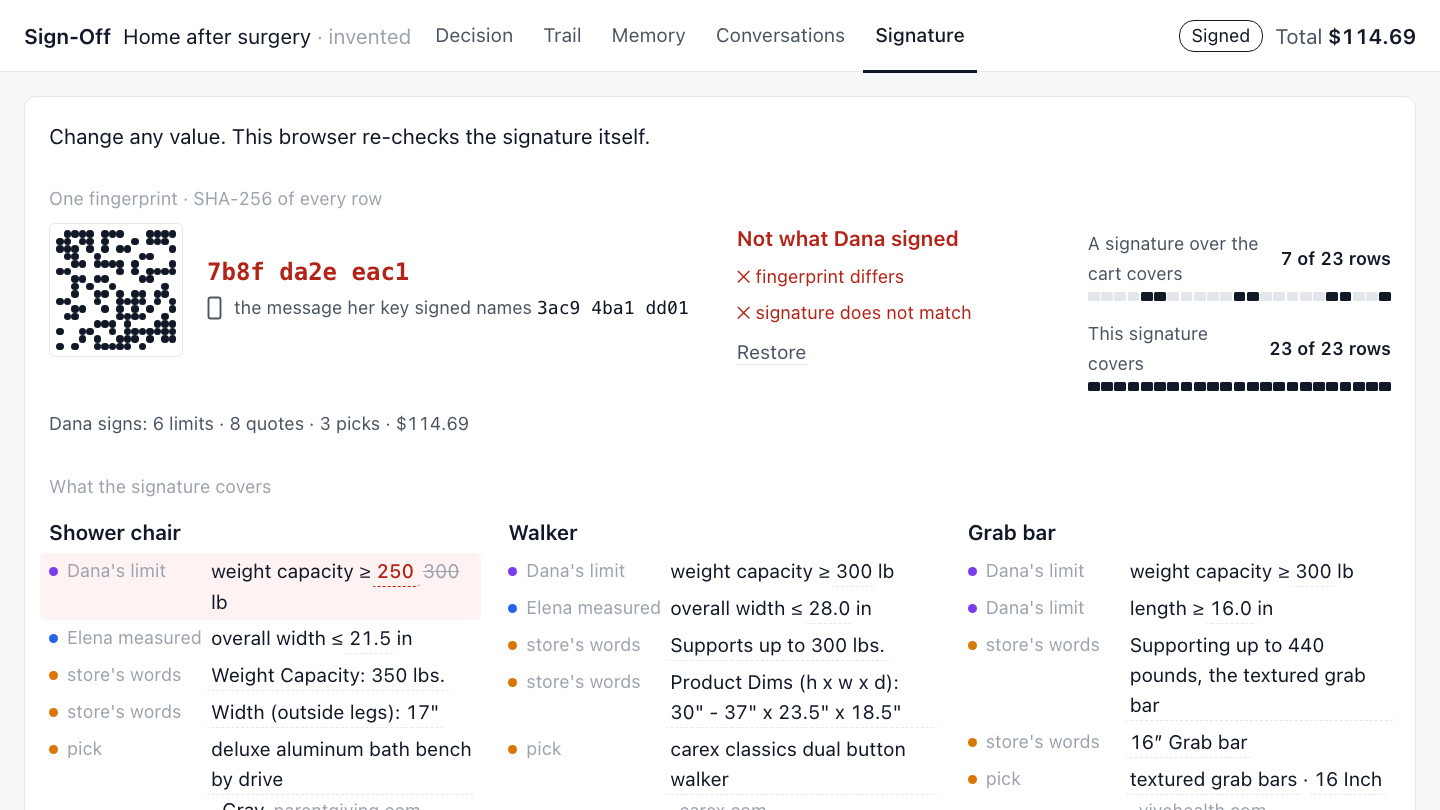 Sign-Off Home after surgery · invented Decision Trail Memory Conversations Signature Signed Total $114.69
Change any value. This browser re-checks the signature itself.
One fingerprint · SHA-256 of every row
7b8f da2e eac1
the message her key signed names 3ac9 4ba1 dd01
Not what Dana signed
× fingerprint differs
× signature does not match
Restore
A signature over the
cart covers
7 of 23 rows
This signature
covers
23 of 23 rows
Dana signs: 6 limits · 8 quotes · 3 picks · $114.69
What the signature covers
Shower chair
Dana's limit weight capacity ≥ 250 300
lb
Elena measured overall width ≤ 21.5 in
store's words Weight Capacity: 350 lbs.
store's words Width (outside legs): 17"
pick deluxe aluminum bath bench
by drive
· Gray parentgiving.com
Walker
Dana's limit weight capacity ≥ 300 lb
Elena measured overall width ≤ 28.0 in
store's words Supports up to 300 lbs.
store's words Product Dims (h x w x d):
30" - 37" x 23.5" x 18.5"
pick carex classics dual button
walker
· carex.com
Grab bar
Dana's limit weight capacity ≥ 300 lb
Dana's limit length ≥ 16.0 in
store's words Supporting up to 440
pounds, the textured grab
bar
store's words 16″ Grab bar
pick textured grab bars · 16 Inch
· vivehealth.com